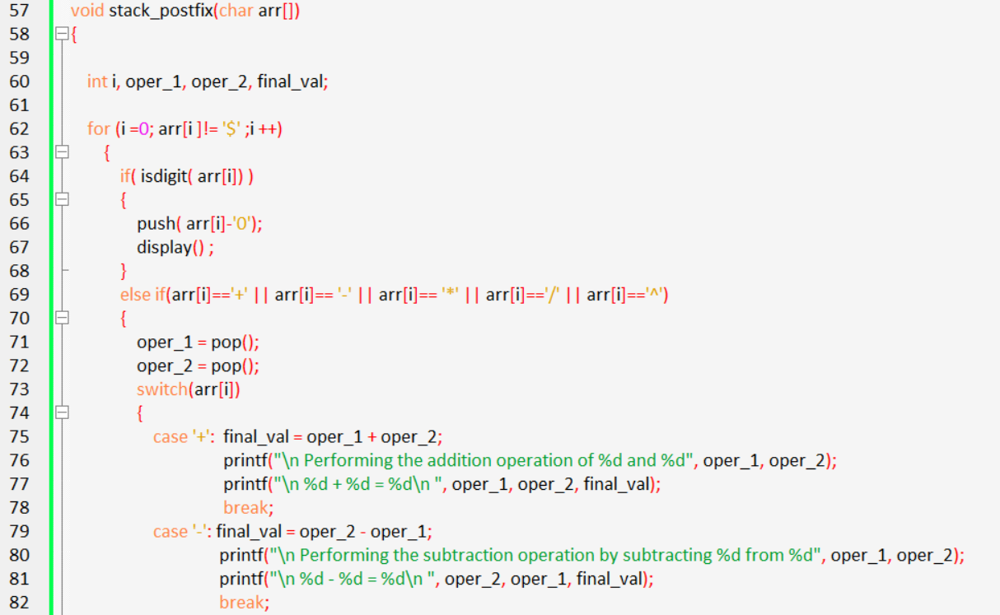 57 void stack_postfix(char arr[])
58 {
59
60 int i, oper_1, oper_2, final_val;
61
62 for (i =0; arr[i ]!= '$' ;i ++)
63 {
64 if( isdigit( arr[i]) )
65 {
66 push( arr[i]-'0');
67 display() ;
68 }
69 else if(arr[i]=='+' || arr[i]== '-' || arr[i]== '*' || arr[i]=='/' || arr[i]=='^')
70 {
71 oper_1 = pop();
72 oper_2 = pop();
73 switch(arr[i])
74 {
75 case '+': final_val = oper_1 + oper_2;
76 printf("\n Performing the addition operation of %d and %d", oper_1, oper_2);
77 printf("\n %d + %d = %d\n ", oper_1, oper_2, final_val);
78 break;
79 case '-': final_val = oper_2 - oper_1;
80 printf("\n Performing the subtraction operation by subtracting %d from %d", oper_1, oper_2);
81 printf("\n %d - %d = %d\n ", oper_2, oper_1, final_val);
82 break;